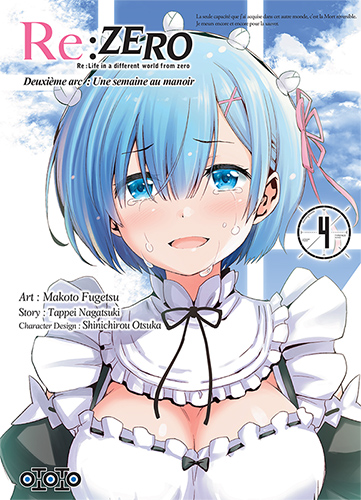 Re:ZERO
Re:Life in a different world from zero
Deuxième arc : Une semaine au manoir
La seule capacité que j'ai acquise dans cet autre monde, c'est la Mort réversible.
Je meurs encore et encore pour la sauver.
4
Art : Makoto Fugetsu
Story : Tappei Nagatsuki
Character Design : Shinichirou Otsuka
OTOTO